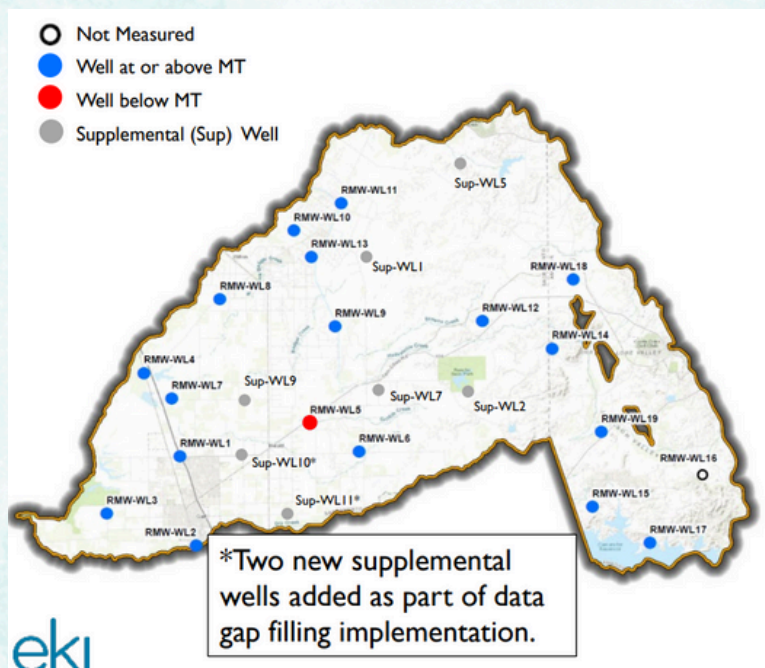 Not Measured
Well at or above MT
Well below MT
Supplemental (Sup) Well
Sup-WL5
RMW-WL11
RMW-WL10
RMW-WL13
Sup-WL1
RMW-WL18
RMW-WL8
RMW-WL9
RMW-WL12
RMW-WL14
RMW-WL4
RMW-WL7
Sup-WL9
Sup-WL7
Sup-WL2
RMW-WL5
RMW-WL19
RMW-WL1
Sup-WL10*
RMW-WL6
RMW-WL16
RMW-WL3
Sup-WL11*
RMW-WL15
RMW-WL2
RMW-WL17
*Two new supplemental
wells added as part of data
gap filling implementation.
eki